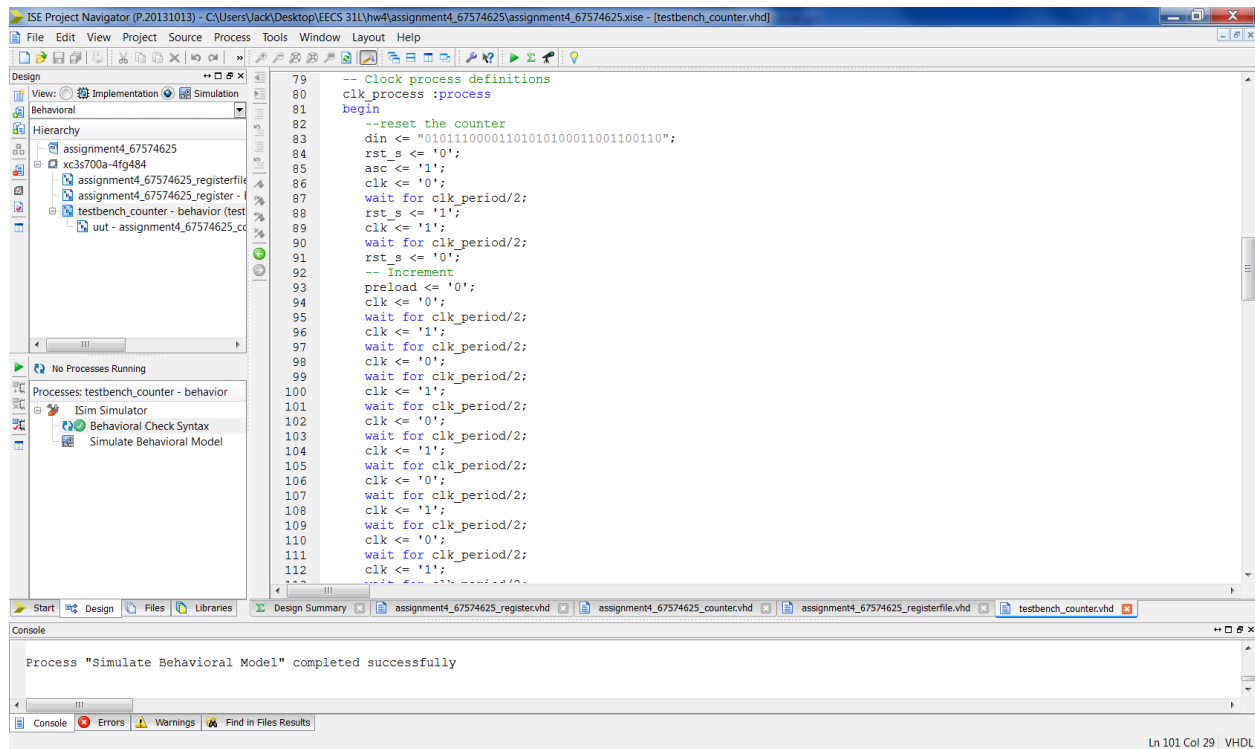 ISE Project Navigator (P.20131013) - C:\Users\Jack\Desktop\EECS 31L\hw4\assignment4_67574625\assignment4_67574625.xise - [testbench_counter.vhd]
File Edit View Project Source Process Tools Window Layout Help
Design
View: Implementation Simulation
Behavioral
Hierarchy
assignment4_67574625
xc3s700a-4fg484
assignment4_67574625_registerfile
assignment4_67574625_register -
testbench_counter - behavior (test
uut - assignment4_67574625_co
No Processes Running
Processes: testbench_counter - behavior
ISim Simulator
Behavioral Check Syntax
Simulate Behavioral Model
79 -- Clock process definitions
80 clk_process :process
81 begin
82 --reset the counter
83 din <= "01011100001101010100011001100110";
84 rst_s <= '0';
85 asc <= '1';
86 clk <= '0';
87 wait for clk_period/2;
88 rst_s <= '1';
89 clk <= '1';
90 wait for clk_period/2;
91 rst_s <= '0';
92 -- Increment
93 preload <= '0';
94 clk <= '0';
95 wait for clk_period/2;
96 clk <= '1';
97 wait for clk_period/2;
98 clk <= '0';
99 wait for clk_period/2;
100 clk <= '1';
101 wait for clk_period/2;
102 clk <= '0';
103 wait for clk_period/2;
104 clk <= '1';
105 wait for clk_period/2;
106 clk <= '0';
107 wait for clk_period/2;
108 clk <= '1';
109 wait for clk_period/2;
110 clk <= '0';
111 wait for clk_period/2;
112 clk <= '1';
Start Design Files Libraries
Design Summary assignment4_67574625_register.vhd assignment4_67574625_counter.vhd assignment4_67574625_registerfile.vhd testbench_counter.vhd
Console
Process "Simulate Behavioral Model" completed successfully
Console Errors Warnings Find in Files Results
Ln 101 Col 29 VHDL